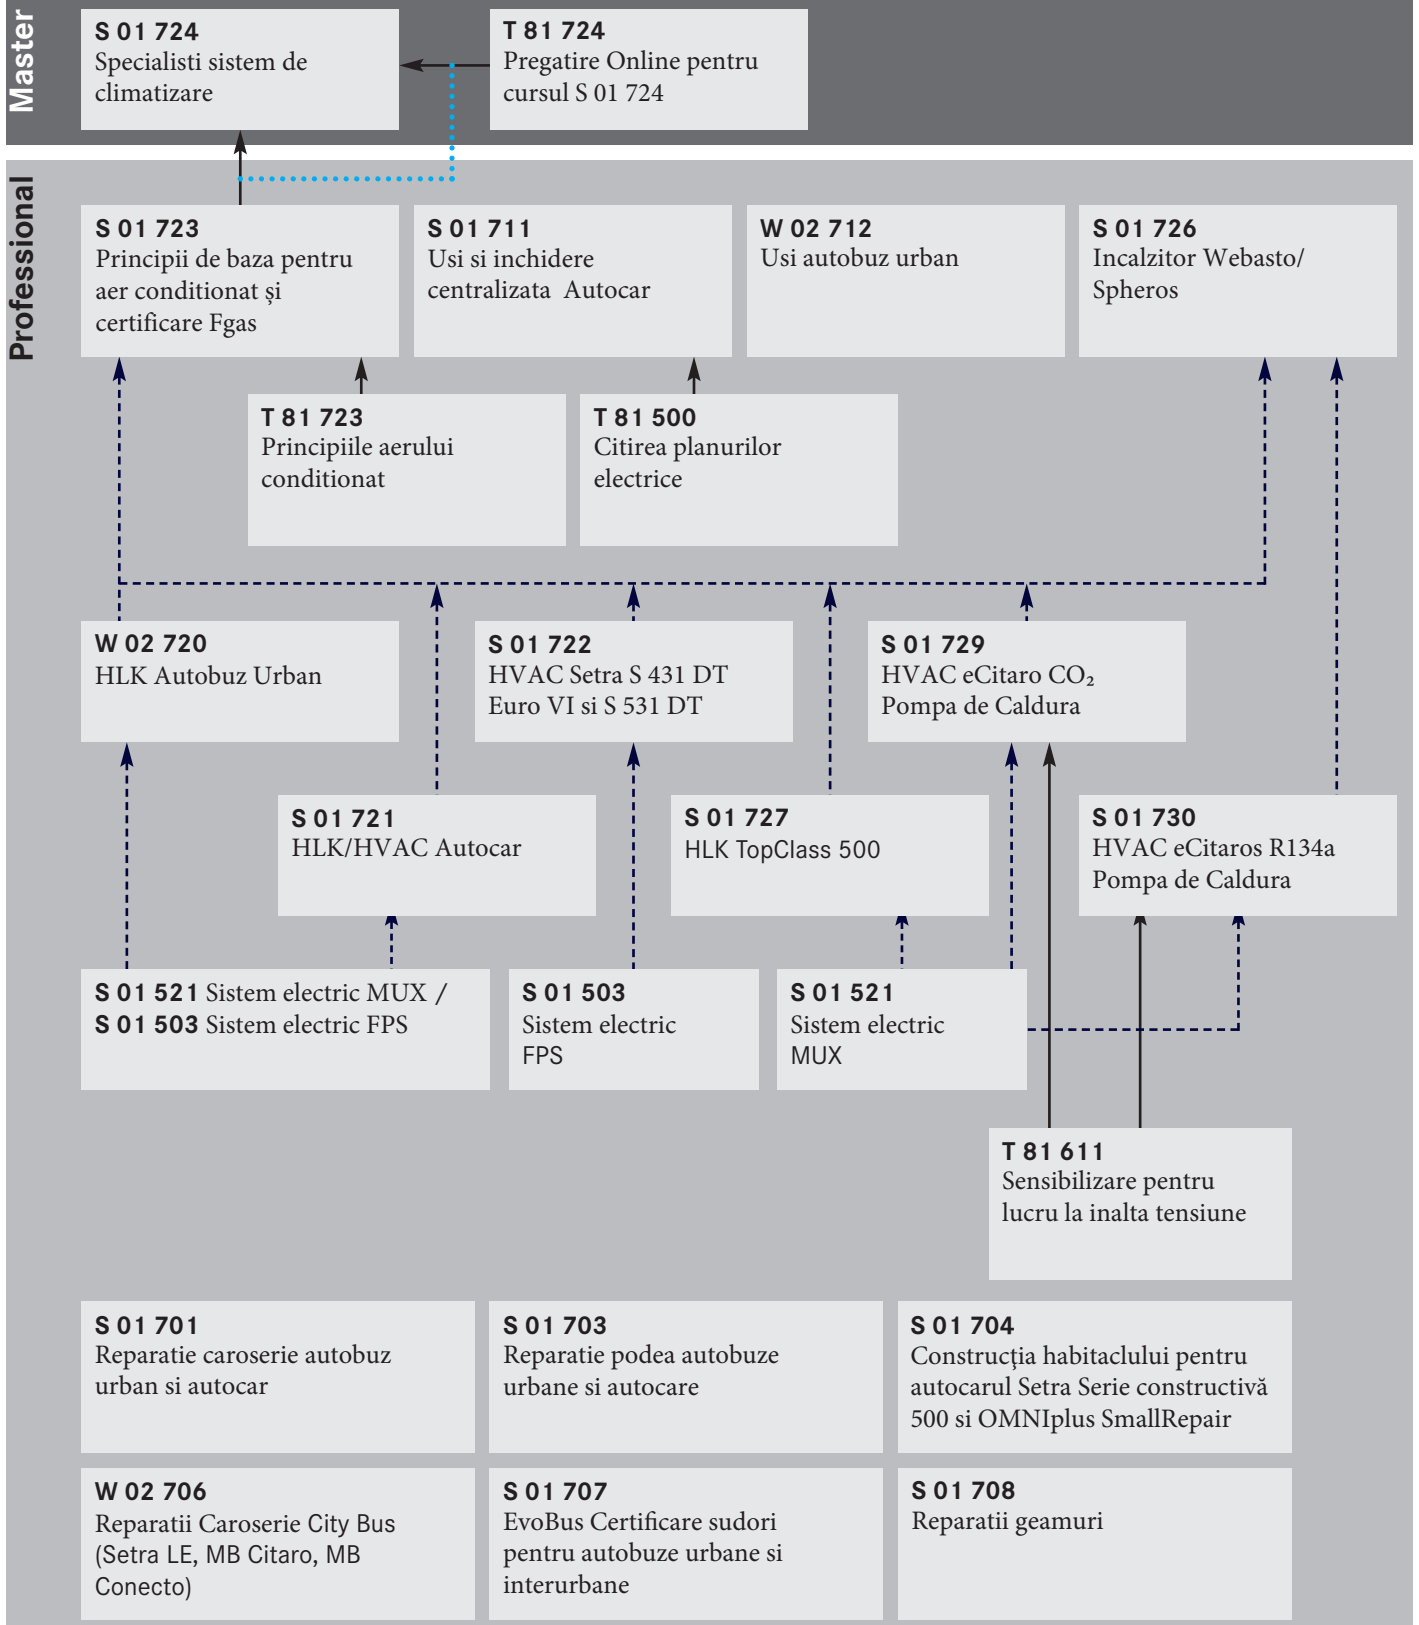 Master
S 01 724
Specialisti sistem de
climatizare
T 81 724
Pregatire Online pentru
cursul S 01 724
Professional
S 01 723
Principii de baza pentru
aer conditionat și
certificare Fgas
S 01 711
Usi si inchidere
centralizata Autocar
W 02 712
Usi autobuz urban
S 01 726
Incalzitor Webasto/
Spheros
T 81 723
Principiile aerului
conditionat
T 81 500
Citirea planurilor
electrice
W 02 720
HLK Autobuz Urban
S 01 722
HVAC Setra S 431 DT
Euro VI si S 531 DT
S 01 729
HVAC eCitaro CO₂
Pompa de Caldura
S 01 721
HLK/HVAC Autocar
S 01 727
HLK TopClass 500
S 01 730
HVAC eCitaros R134a
Pompa de Caldura
S 01 521 Sistem electric MUX /
S 01 503 Sistem electric FPS
S 01 503
Sistem electric
FPS
S 01 521
Sistem electric
MUX
T 81 611
Sensibilizare pentru
lucru la inalta tensiune
S 01 701
Reparatie caroserie autobuz
urban si autocar
S 01 703
Reparatie podea autobuze
urbane si autocare
S 01 704
Construcția habitaclului pentru
autocarul Setra Serie constructivă
500 si OMNIplus SmallRepair
W 02 706
Reparatii Caroserie City Bus
(Setra LE, MB Citaro, MB
Conecto)
S 01 707
EvoBus Certificare sudori
pentru autobuze urbane si
interurbane
S 01 708
Reparatii geamuri